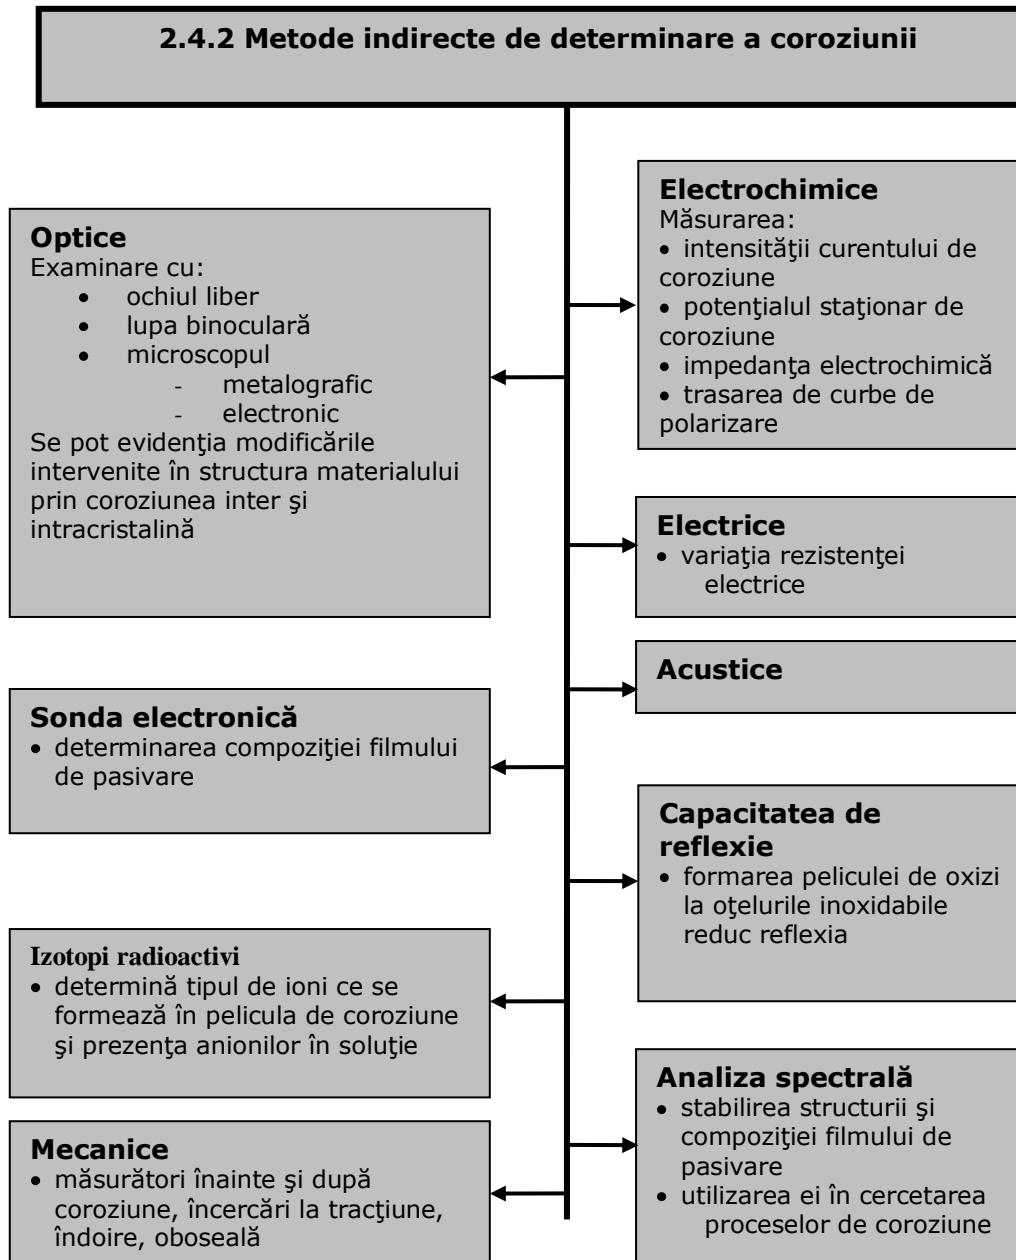 2.4.2 Metode indirecte de determinare a coroziunii
Optice
Examinare cu:
• ochiul liber
• lupa binoculară
• microscopul
- metalografic
- electronic
Se pot evidenţia modificările
intervenite în structura materialului
prin coroziunea inter şi
intracristalină
Sonda electronică
• determinarea compoziţiei filmului
de pasivare
Izotopi radioactivi
• determină tipul de ioni ce se
formează în pelicula de coroziune
şi prezenţa anionilor în soluţie
Mecanice
• măsurători înainte şi după
coroziune, încercări la tracţiune,
îndoire, oboseală
Electrochimice
Măsurarea:
• intensităţii curentului de
coroziune
• potenţialul staţionar de
coroziune
• impedanţa electrochimică
• trasarea de curbe de
polarizare
Electrice
• variaţia rezistenţei
electrice
Acustice
Capacitatea de
reflexie
• formarea peliculei de oxizi
la oţelurile inoxidabile
reduc reflexia
Analiza spectrală
• stabilirea structurii şi
compoziţiei filmului de
pasivare
• utilizarea ei în cercetarea
proceselor de coroziune